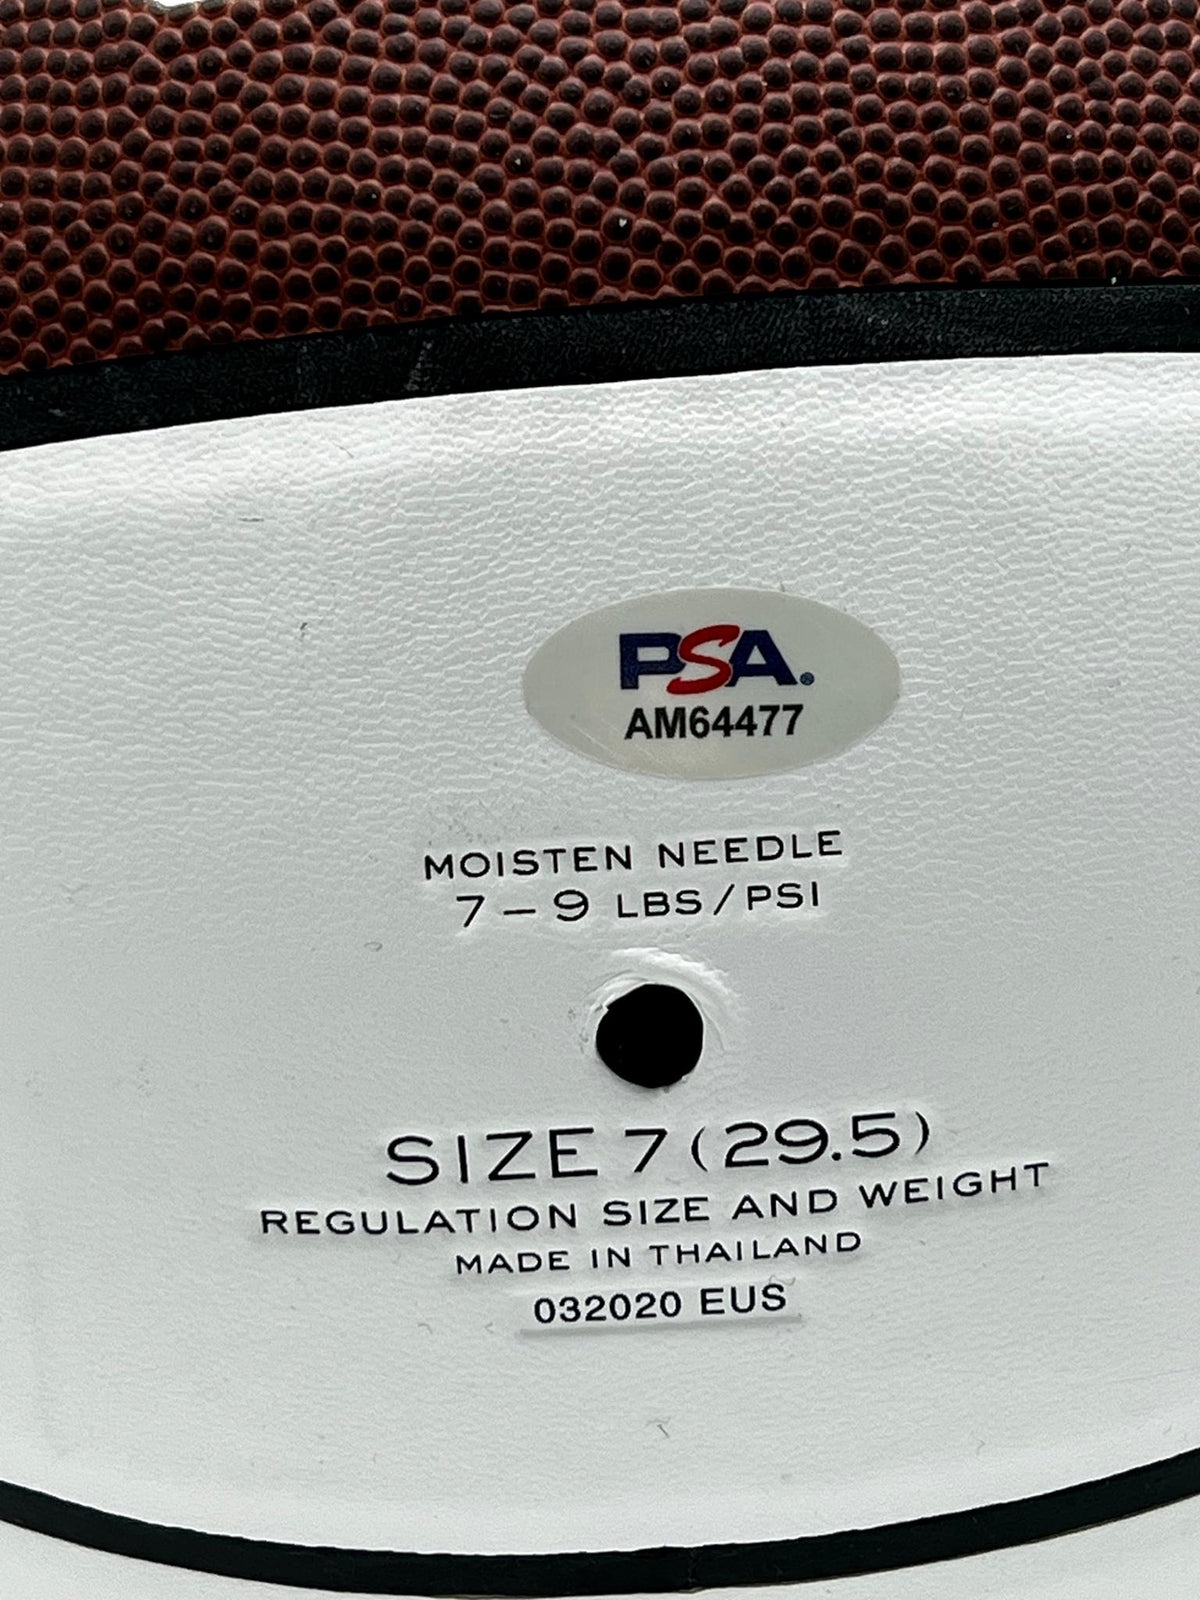 PSA®
AM64477
MOISTEN NEEDLE
7 – 9 LBS/PSI
SIZE 7 (29.5)
REGULATION SIZE AND WEIGHT
MADE IN THAILAND
032020 EUS